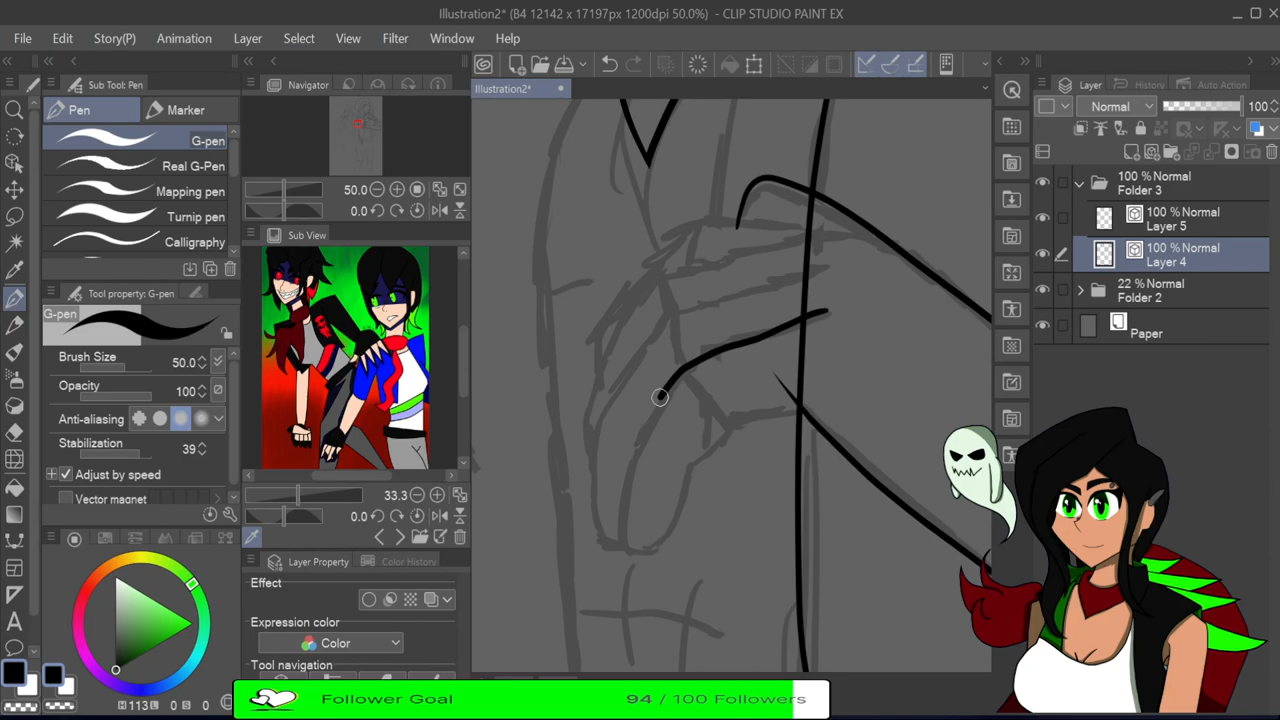 Illustration2* (B4 12142 x 17197px 1200dpi 50.0%) - CLIP STUDIO PAINT EX
File Edit Story(P) Animation Layer Select View Filter Window Help
Sub Tool: Pen
Navigator
Illustration2*
Layer
History
Auto Action
Pen
Marker
Normal
100
G-pen
Real G-Pen
Mapping pen
Turnip pen
Calligraphy
50.0
0.0
Sub View
100 % Normal
Folder 3
100 % Normal
Layer 5
100 % Normal
Layer 4
22 % Normal
Folder 2
Paper
Tool property: G-pen
G-pen
Brush Size
50.0
Opacity
100
Anti-aliasing
Stabilization
39
Adjust by speed
Vector magnet
33.3
0.0
Layer Property
Color History
Effect
Expression color
Color
Tool navigation
H 113 L 0 S 0
Follower Goal
94 / 100 Followers